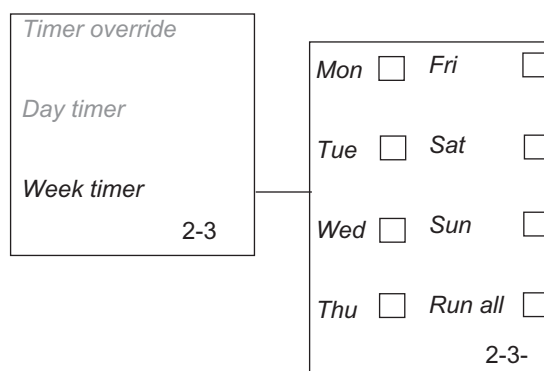 Timer override
Day timer
Week timer
2-3
Mon Fri
Tue Sat
Wed Sun
Thu Run all
2-3-